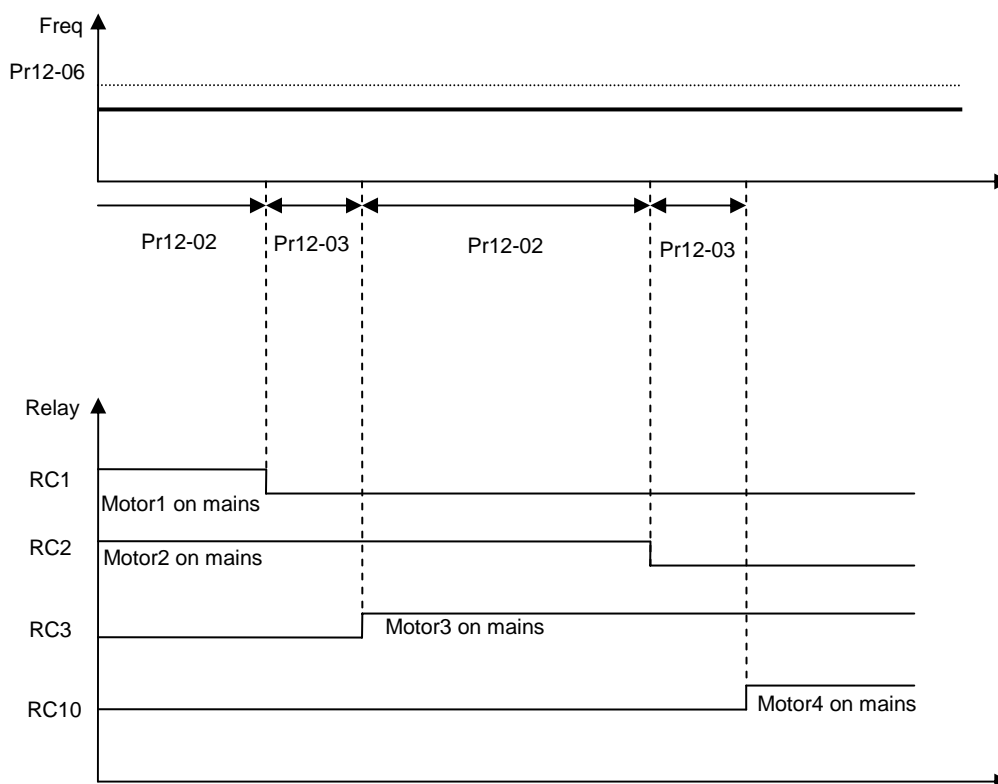 Freq
Pr12-06
Pr12-02
Pr12-03
Pr12-02
Pr12-03
Relay
RC1
Motor1 on mains
RC2
Motor2 on mains
RC3
Motor3 on mains
RC10
Motor4 on mains